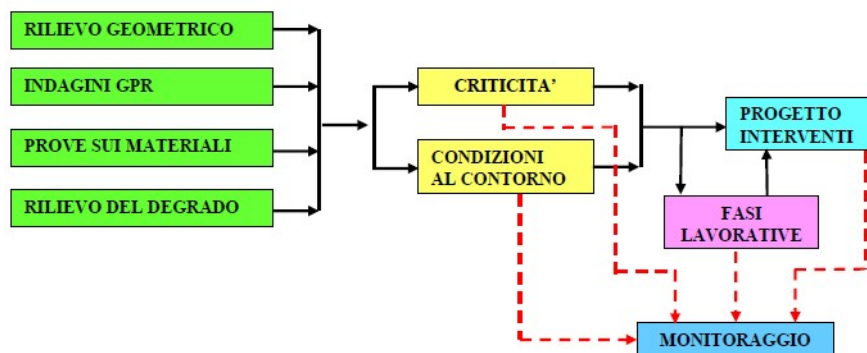 RILIEVO GEOMETRICO
INDAGINI GPR
PROVE SUI MATERIALI
RILIEVO DEL DEGRADO
CRITICITA’
CONDIZIONI
AL CONTORNO
PROGETTO
INTERVENTI
FASI
LAVORATIVE
MONITORAGGIO